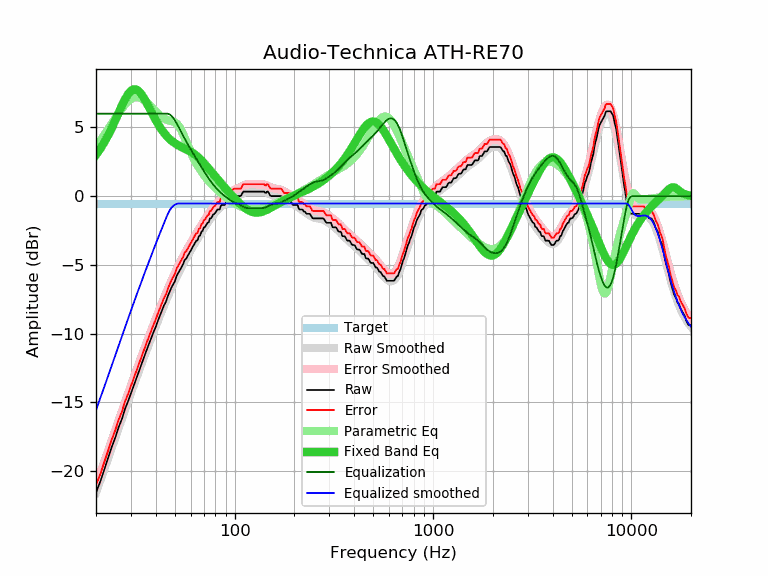 Audio-Technica ATH-RE70
5
0
−5
−10
−15
−20
Amplitude (dBr)
Target
Raw Smoothed
Error Smoothed
Raw
Error
Parametric Eq
Fixed Band Eq
Equalization
Equalized smoothed
100
1000
10000
Frequency (Hz)